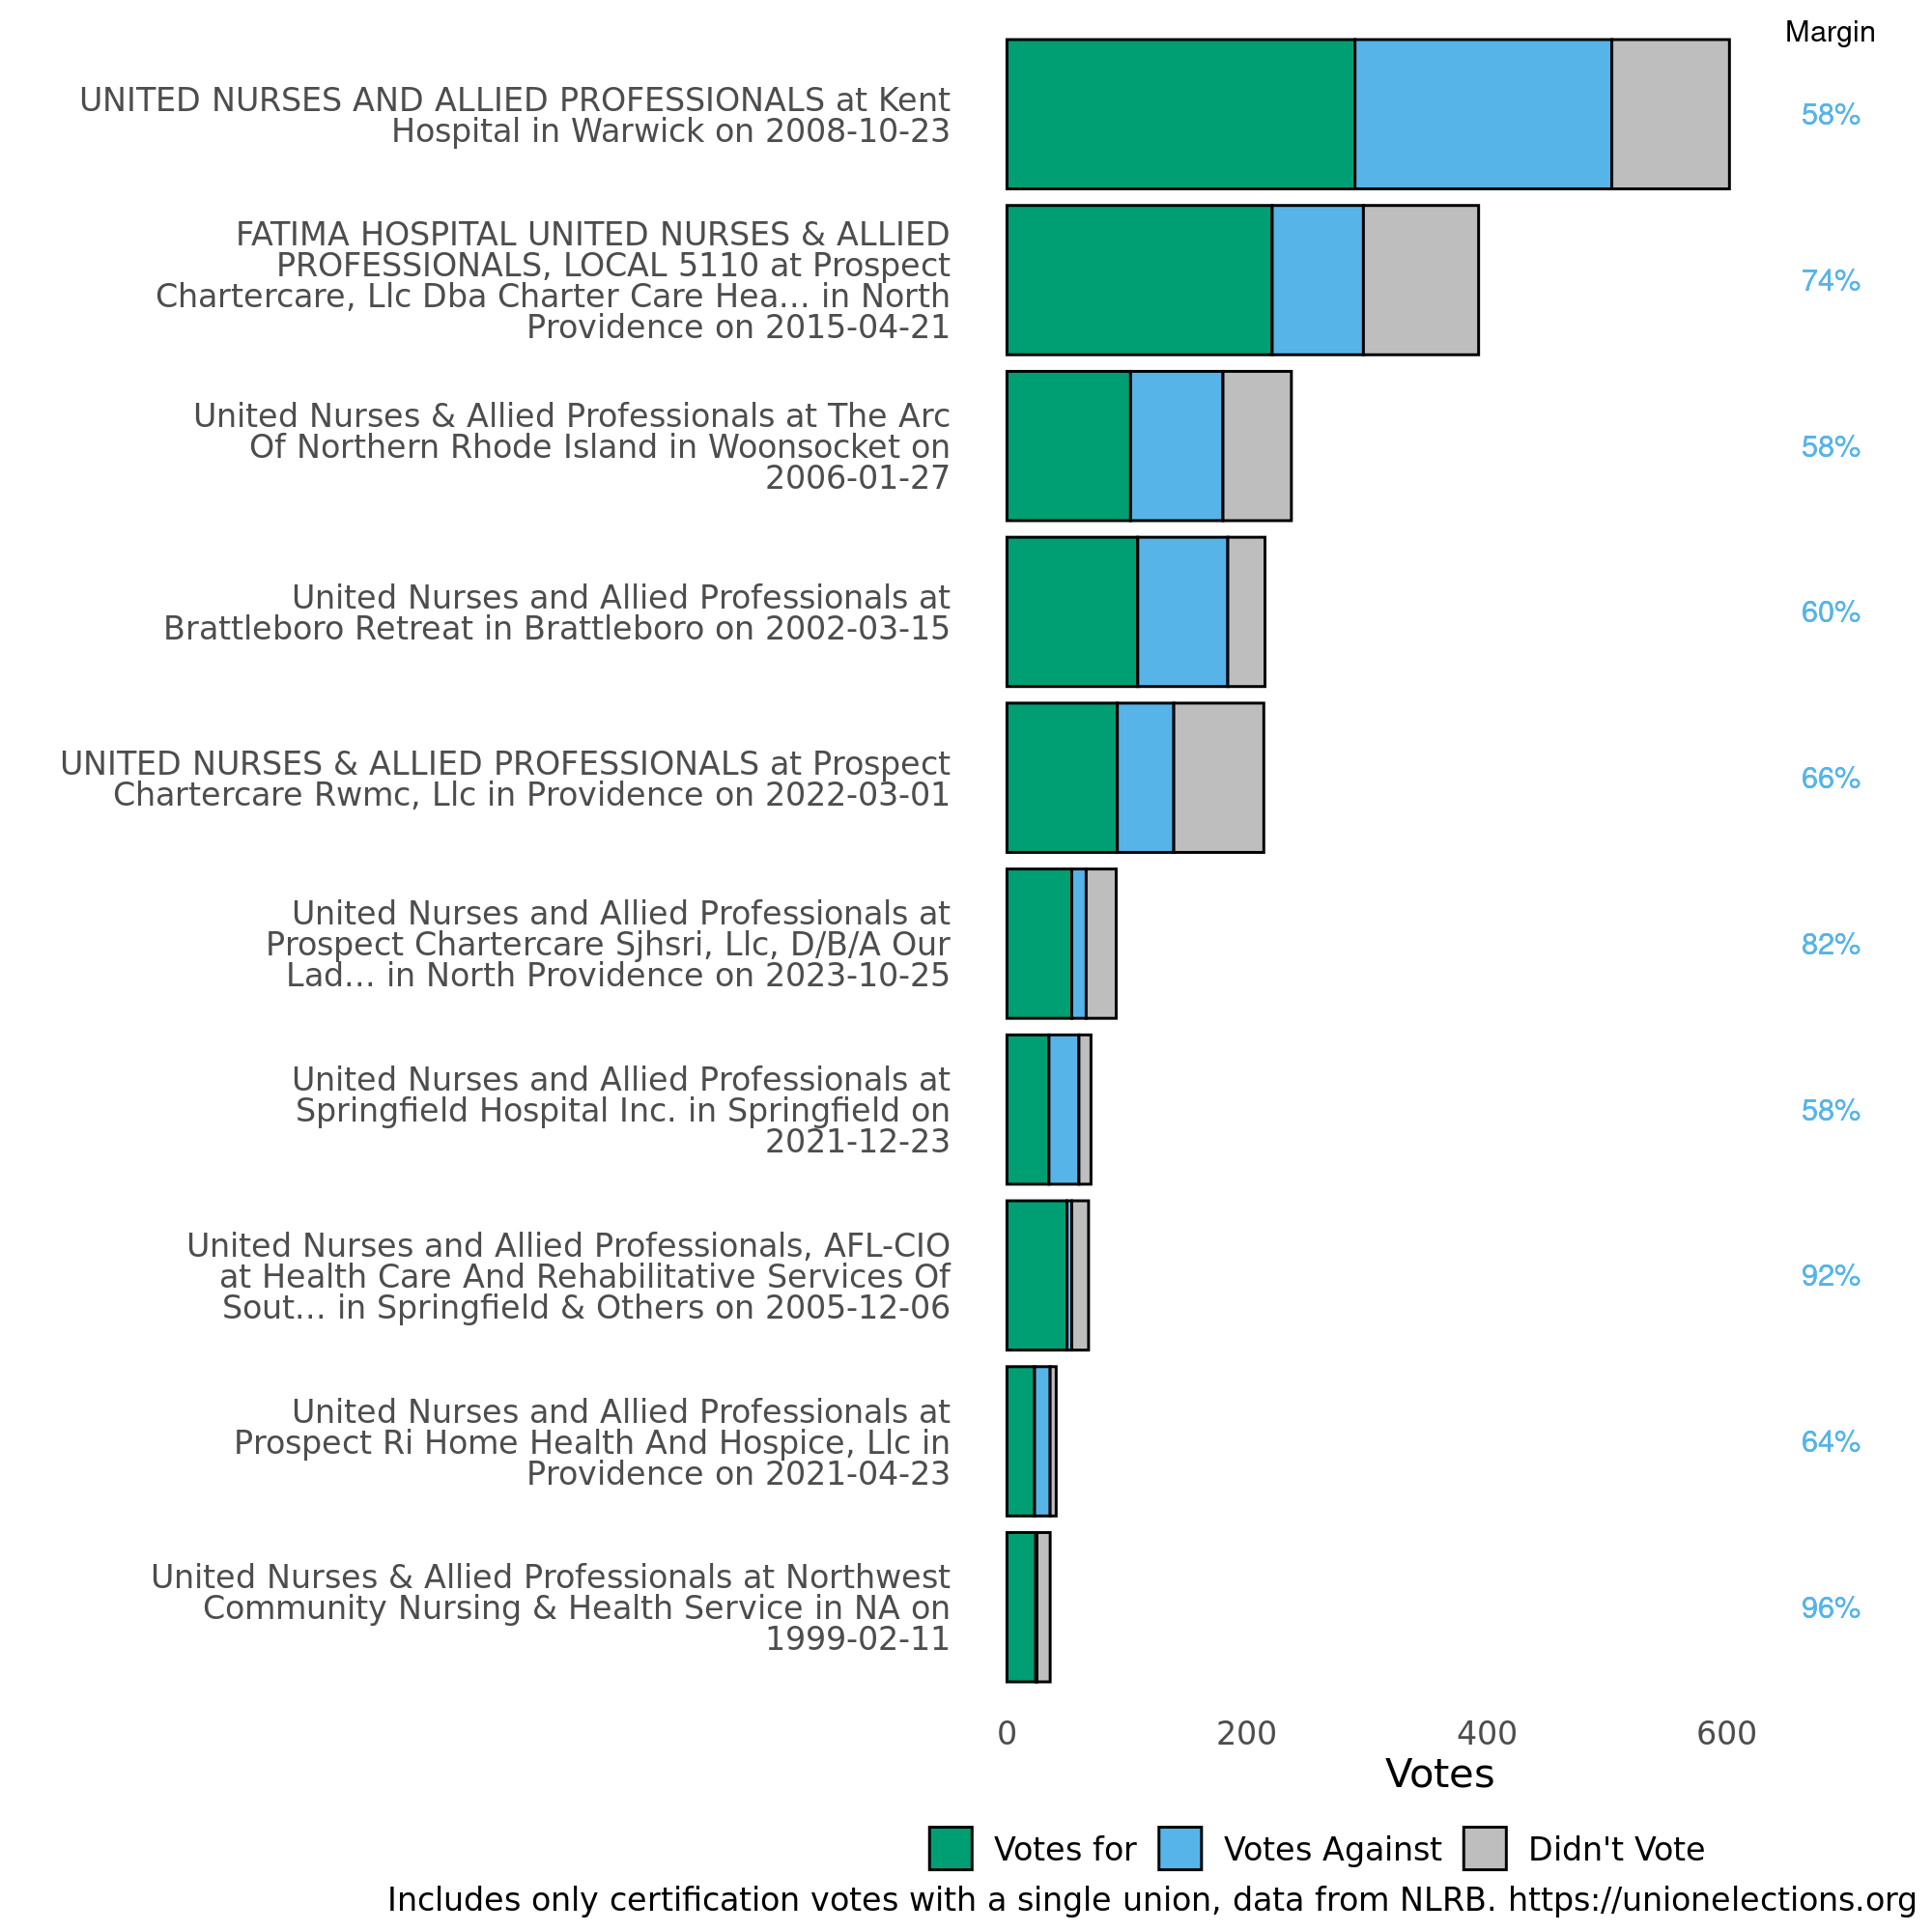 Margin
UNITED NURSES AND ALLIED PROFESSIONALS at Kent
Hospital in Warwick on 2008-10-23
58%
FATIMA HOSPITAL UNITED NURSES & ALLIED
PROFESSIONALS, LOCAL 5110 at Prospect
Chartercare, Llc Dba Charter Care Hea... in North
Providence on 2015-04-21
74%
United Nurses & Allied Professionals at The Arc
Of Northern Rhode Island in Woonsocket on
2006-01-27
58%
United Nurses and Allied Professionals at
Brattleboro Retreat in Brattleboro on 2002-03-15
60%
UNITED NURSES & ALLIED PROFESSIONALS at Prospect
Chartercare Rwmc, Llc in Providence on 2022-03-01
66%
United Nurses and Allied Professionals at
Prospect Chartercare Sjhsri, Llc, D/B/A Our
Lad... in North Providence on 2023-10-25
82%
United Nurses and Allied Professionals at
Springfield Hospital Inc. in Springfield on
2021-12-23
58%
United Nurses and Allied Professionals, AFL-CIO
at Health Care And Rehabilitative Services Of
Sout... in Springfield & Others on 2005-12-06
92%
United Nurses and Allied Professionals at
Prospect Ri Home Health And Hospice, Llc in
Providence on 2021-04-23
64%
United Nurses & Allied Professionals at Northwest
Community Nursing & Health Service in NA on
1999-02-11
96%
0 200 400 600
Votes
Votes for Votes Against Didn't Vote
Includes only certification votes with a single union, data from NLRB. https://unionelections.org